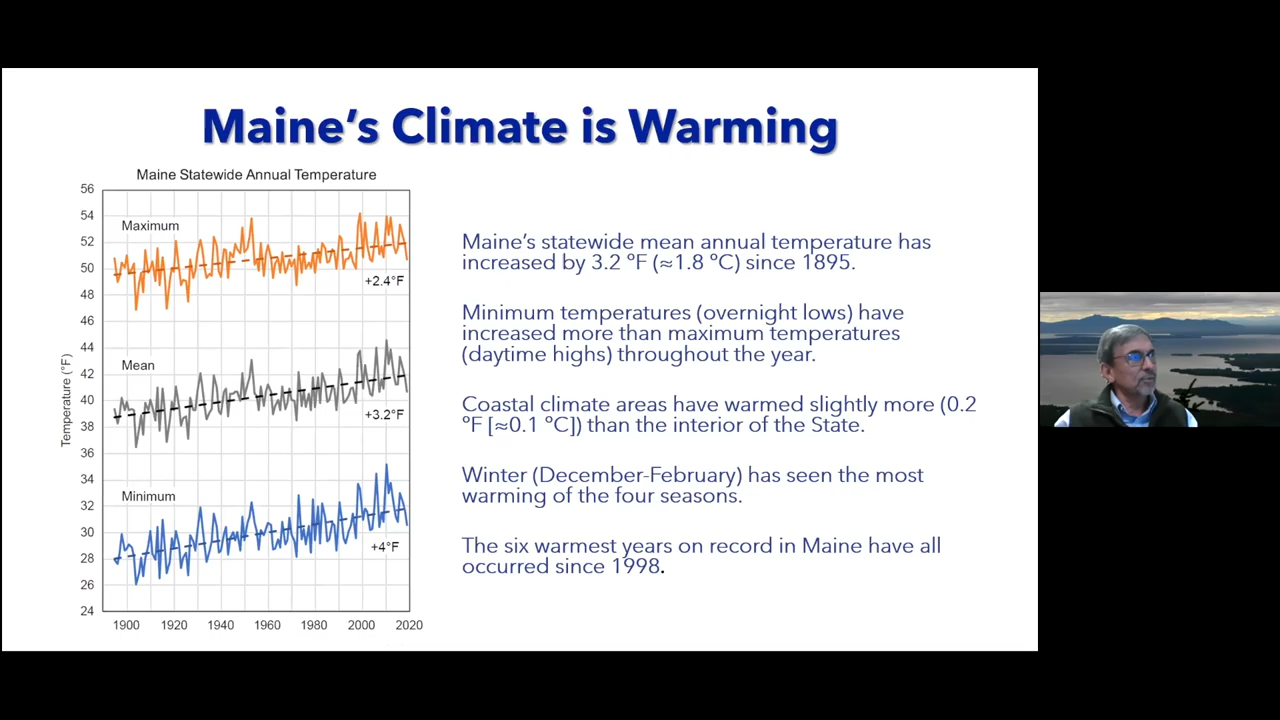 Maine's Climate is Warming
Maine Statewide Annual Temperature
56
54
52
50
48
46
44
42
40
38
36
34
32
30
28
26
24
Temperature (°F)
Maximum
+2.4°F
Mean
+3.2°F
Minimum
+4°F
1900 1920 1940 1960 1980 2000 2020
Maine's statewide mean annual temperature has
increased by 3.2 °F (≈1.8 °C) since 1895.
Minimum temperatures (overnight lows) have
increased more than maximum temperatures
(daytime highs) throughout the year.
Coastal climate areas have warmed slightly more (0.2
°F [≈0.1 °C]) than the interior of the State.
Winter (December-February) has seen the most
warming of the four seasons.
The six warmest years on record in Maine have all
occurred since 1998.